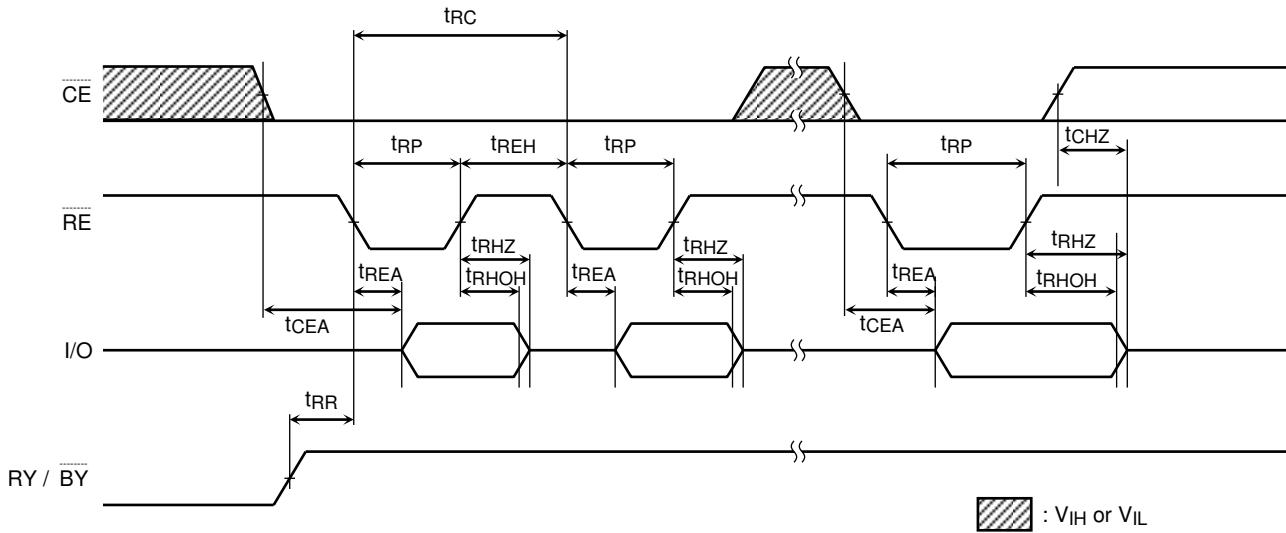 tRC
CE
tRP tREH tRP tRP tCHZ
RE
tRHZ tRHZ tRHZ
tREA tRHOH tREA tRHOH tREA tRHOH
tCEA tCEA
I/O
tRR
RY / BY
: VIH or VIL